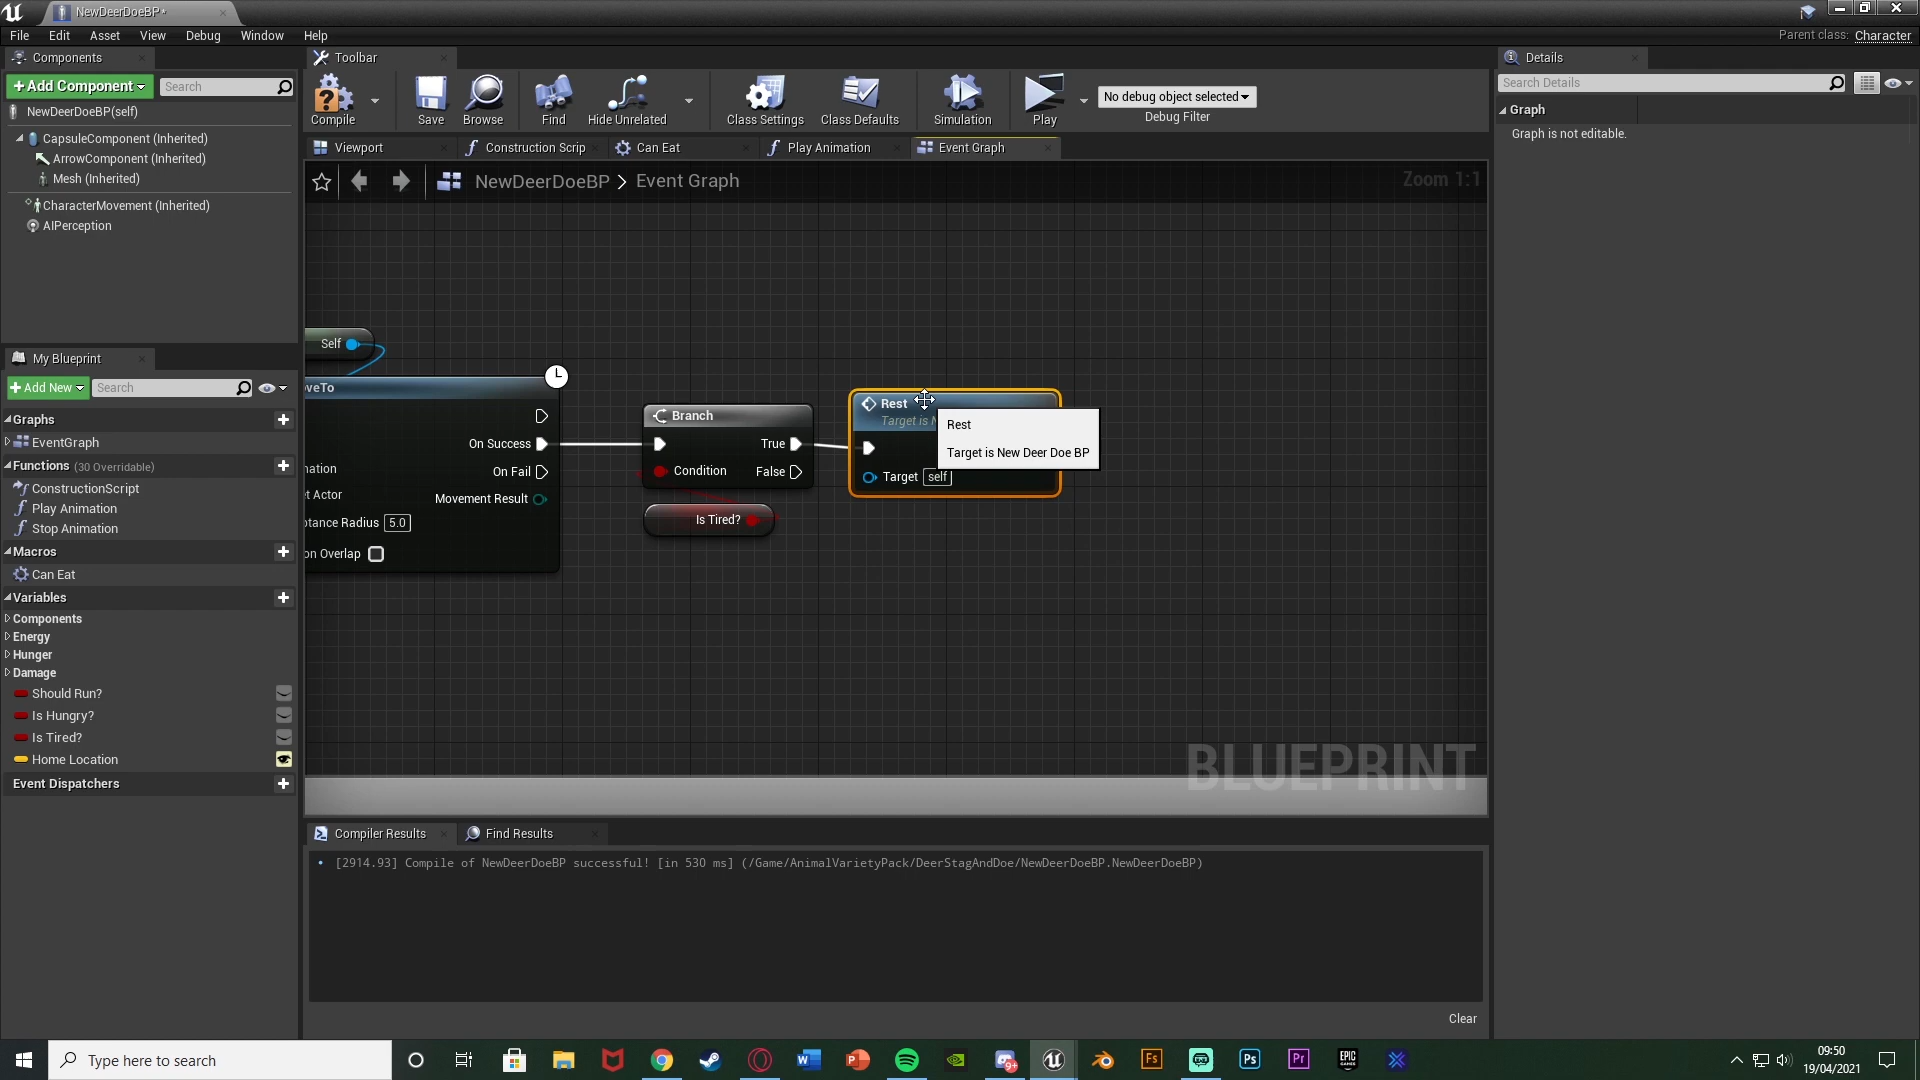 NewDeerDoeBP*
File Edit Asset View Debug Window Help
Parent class: Character
Components
Toolbar
Details
Add Component
Search
Search Details
NewDeerDoeBP(self)
Compile
Save
Browse
Find
Hide Unrelated
Class Settings
Class Defaults
Simulation
Play
No debug object selected
Debug Filter
Graph
Graph is not editable.
CapsuleComponent (Inherited)
ArrowComponent (Inherited)
Mesh (Inherited)
CharacterMovement (Inherited)
AIPerception
Viewport
Construction Scrip
Can Eat
Play Animation
Event Graph
NewDeerDoeBP > Event Graph
Zoom 1:1
Self
veTo
On Success
nation
On Fail
t Actor
Movement Result
tance Radius 5.0
on Overlap
Branch
True
Condition
False
Is Tired?
Rest
Target is N
Target self
Rest
Target is New Deer Doe BP
BLUEPRINT
My Blueprint
Add New
Search
Graphs
EventGraph
Functions (30 Overridable)
ConstructionScript
Play Animation
Stop Animation
Macros
Can Eat
Variables
Components
Energy
Hunger
Damage
Should Run?
Is Hungry?
Is Tired?
Home Location
Event Dispatchers
Compiler Results
Find Results
[2914.93] Compile of NewDeerDoeBP successful! [in 530 ms] (/Game/AnimalVarietyPack/DeerStagAndDoe/NewDeerDoeBP.NewDeerDoeBP)
Clear
Type here to search
09:50
19/04/2021